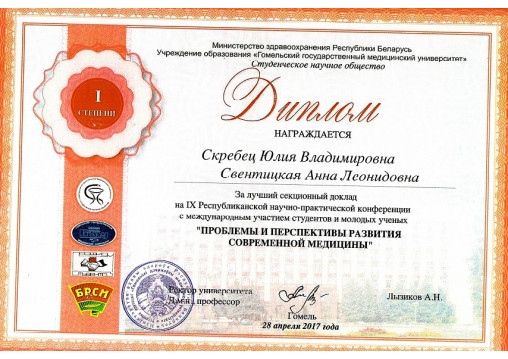 Министерство здравоохранения Республики Беларусь
Учреждение образования «Гомельский государственный медицинский университет»
Студенческое научное общество
Диплом
I
СТЕПЕНИ
НАГРАЖДАЕТСЯ
Скребец Юлия Владимировна
Свентицкая Анна Леонидовна
За лучший секционный доклад
на IX Республиканской научно-практической конференции
с международным участием студентов и молодых ученых
"ПРОБЛЕМЫ И ПЕРСПЕКТИВЫ РАЗВИТИЯ
СОВРЕМЕННОЙ МЕДИЦИНЫ"
БРСМ
Ректор университета
Д.м.н., профессор
Лызиков А.Н.
Гомель
28 апреля 2017 года